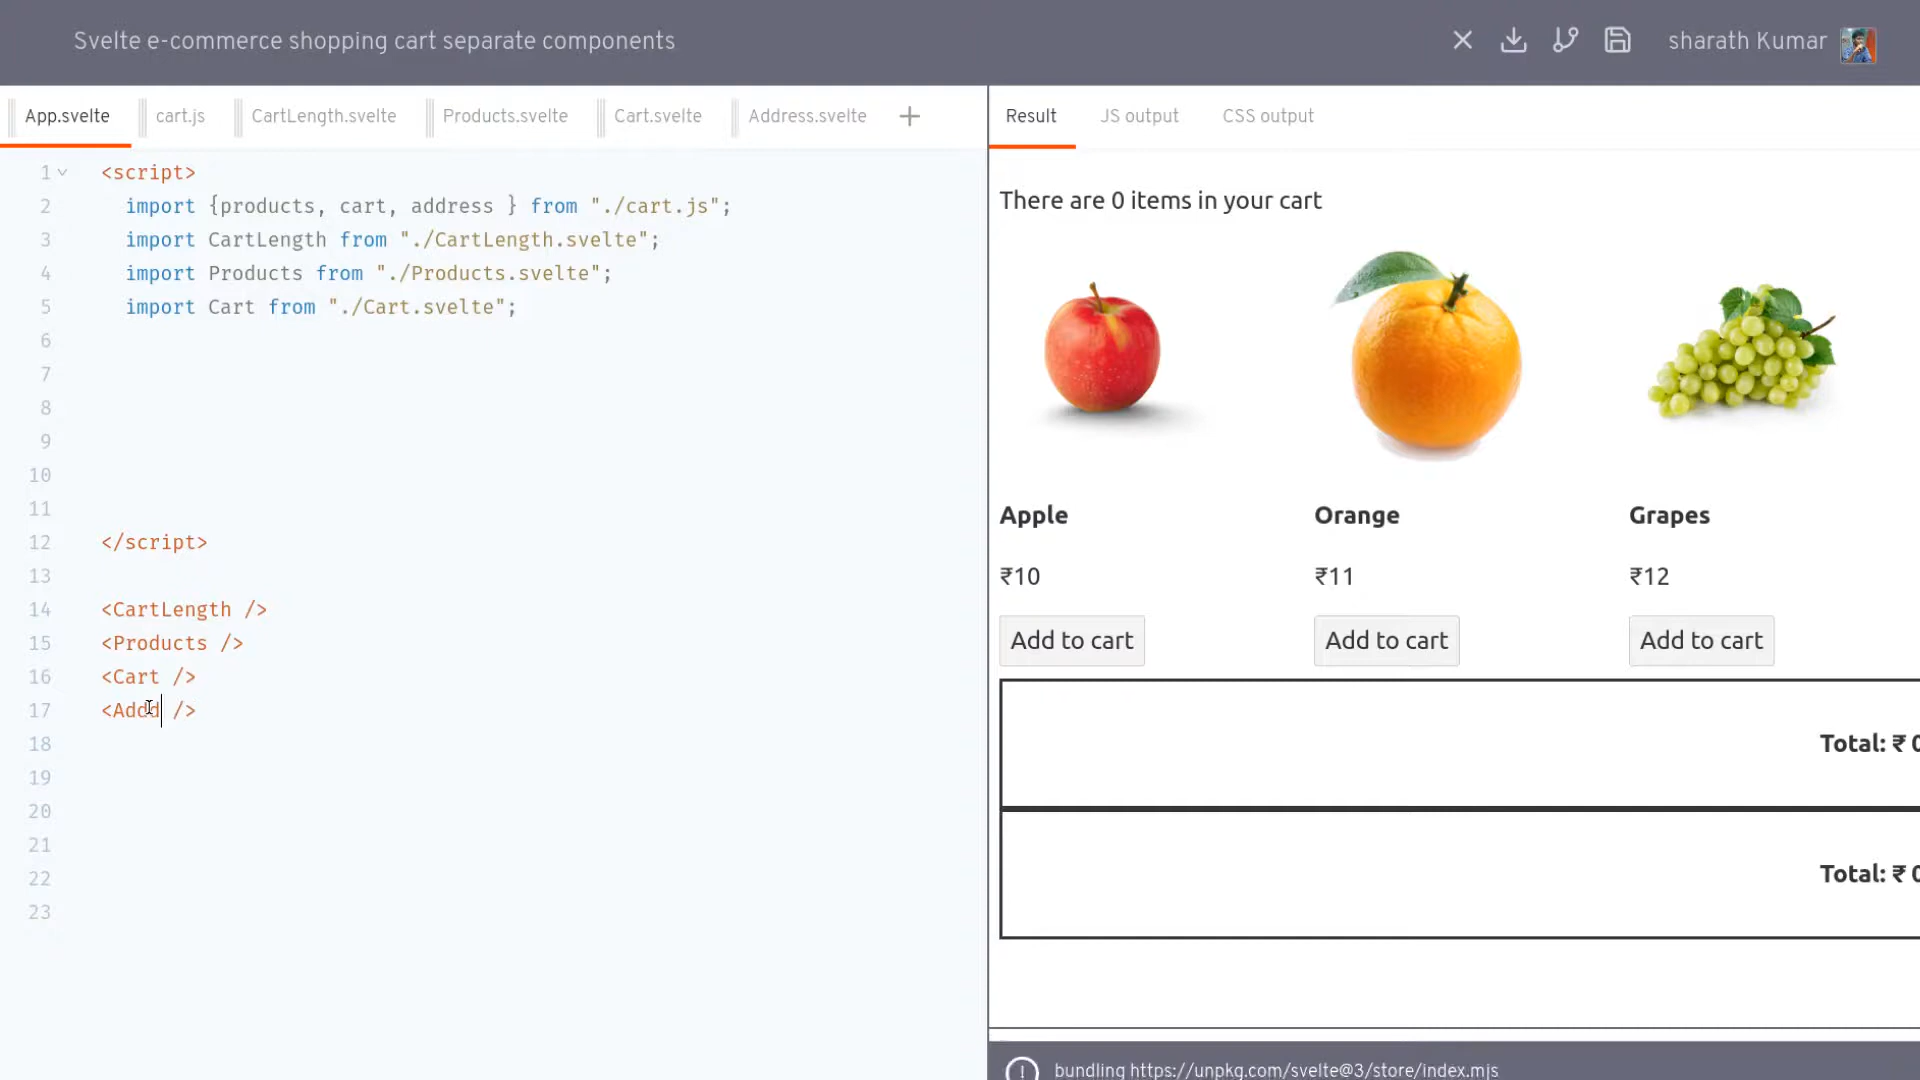 Svelte e-commerce shopping cart separate components
sharath Kumar
App.svelte
cart.js
CartLength.svelte
Products.svelte
Cart.svelte
Address.svelte
+
Result
JS output
CSS output
1 <script>
2 import {products, cart, address } from "./cart.js";
3 import CartLength from "./CartLength.svelte";
4 import Products from "./Products.svelte";
5 import Cart from "./Cart.svelte";
6
7
8
9
10
11
12 </script>
13
14 <CartLength />
15 <Products />
16 <Cart />
17 <Addd />
18
19
20
21
22
23
There are 0 items in your cart
Apple
Orange
Grapes
₹10
₹11
₹12
Add to cart
Add to cart
Add to cart
Total: ₹ 0
Total: ₹ 0
bundling https://unpkg.com/svelte@3/store/index.mjs